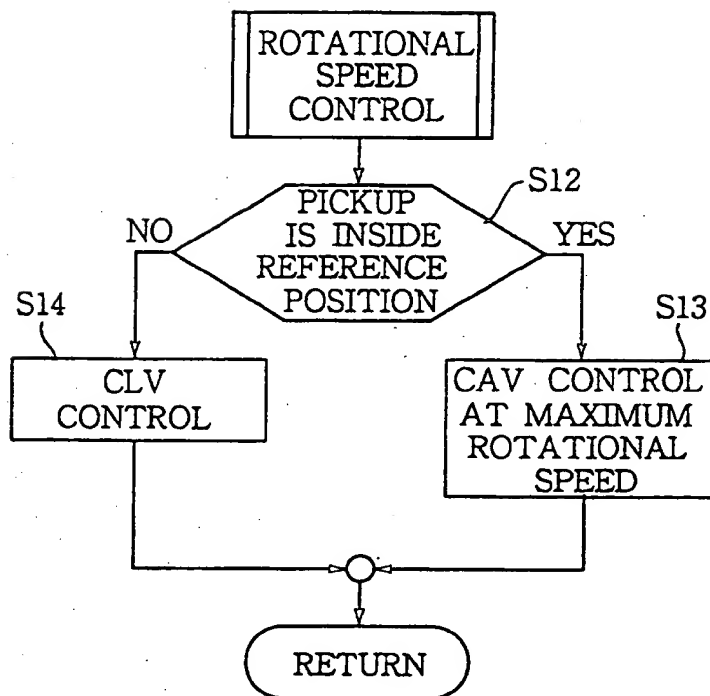 ROTATIONAL
SPEED
CONTROL
S12
PICKUP
IS INSIDE
REFERENCE
POSITION
NO
YES
S14
CLV
CONTROL
S13
CAV CONTROL
AT MAXIMUM
ROTATIONAL
SPEED
RETURN